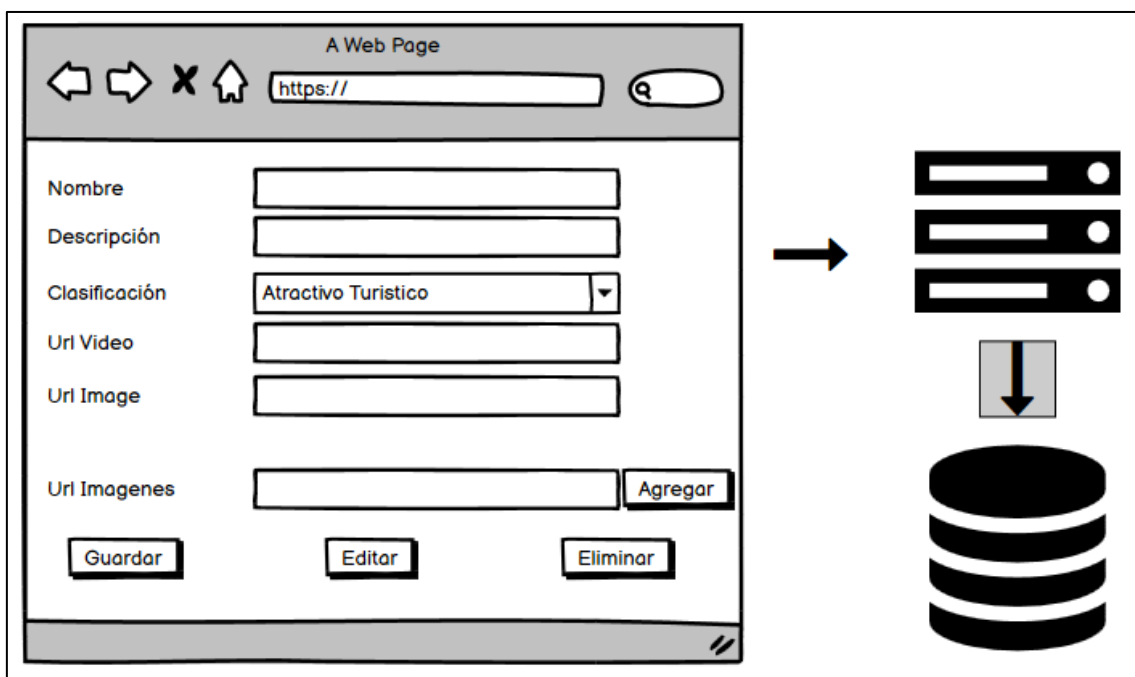 A Web Page
https://
Nombre
Descripción
Clasificación
Atractivo Turistico
Url Video
Url Image
Url Imagenes
Agregar
Guardar
Editar
Eliminar